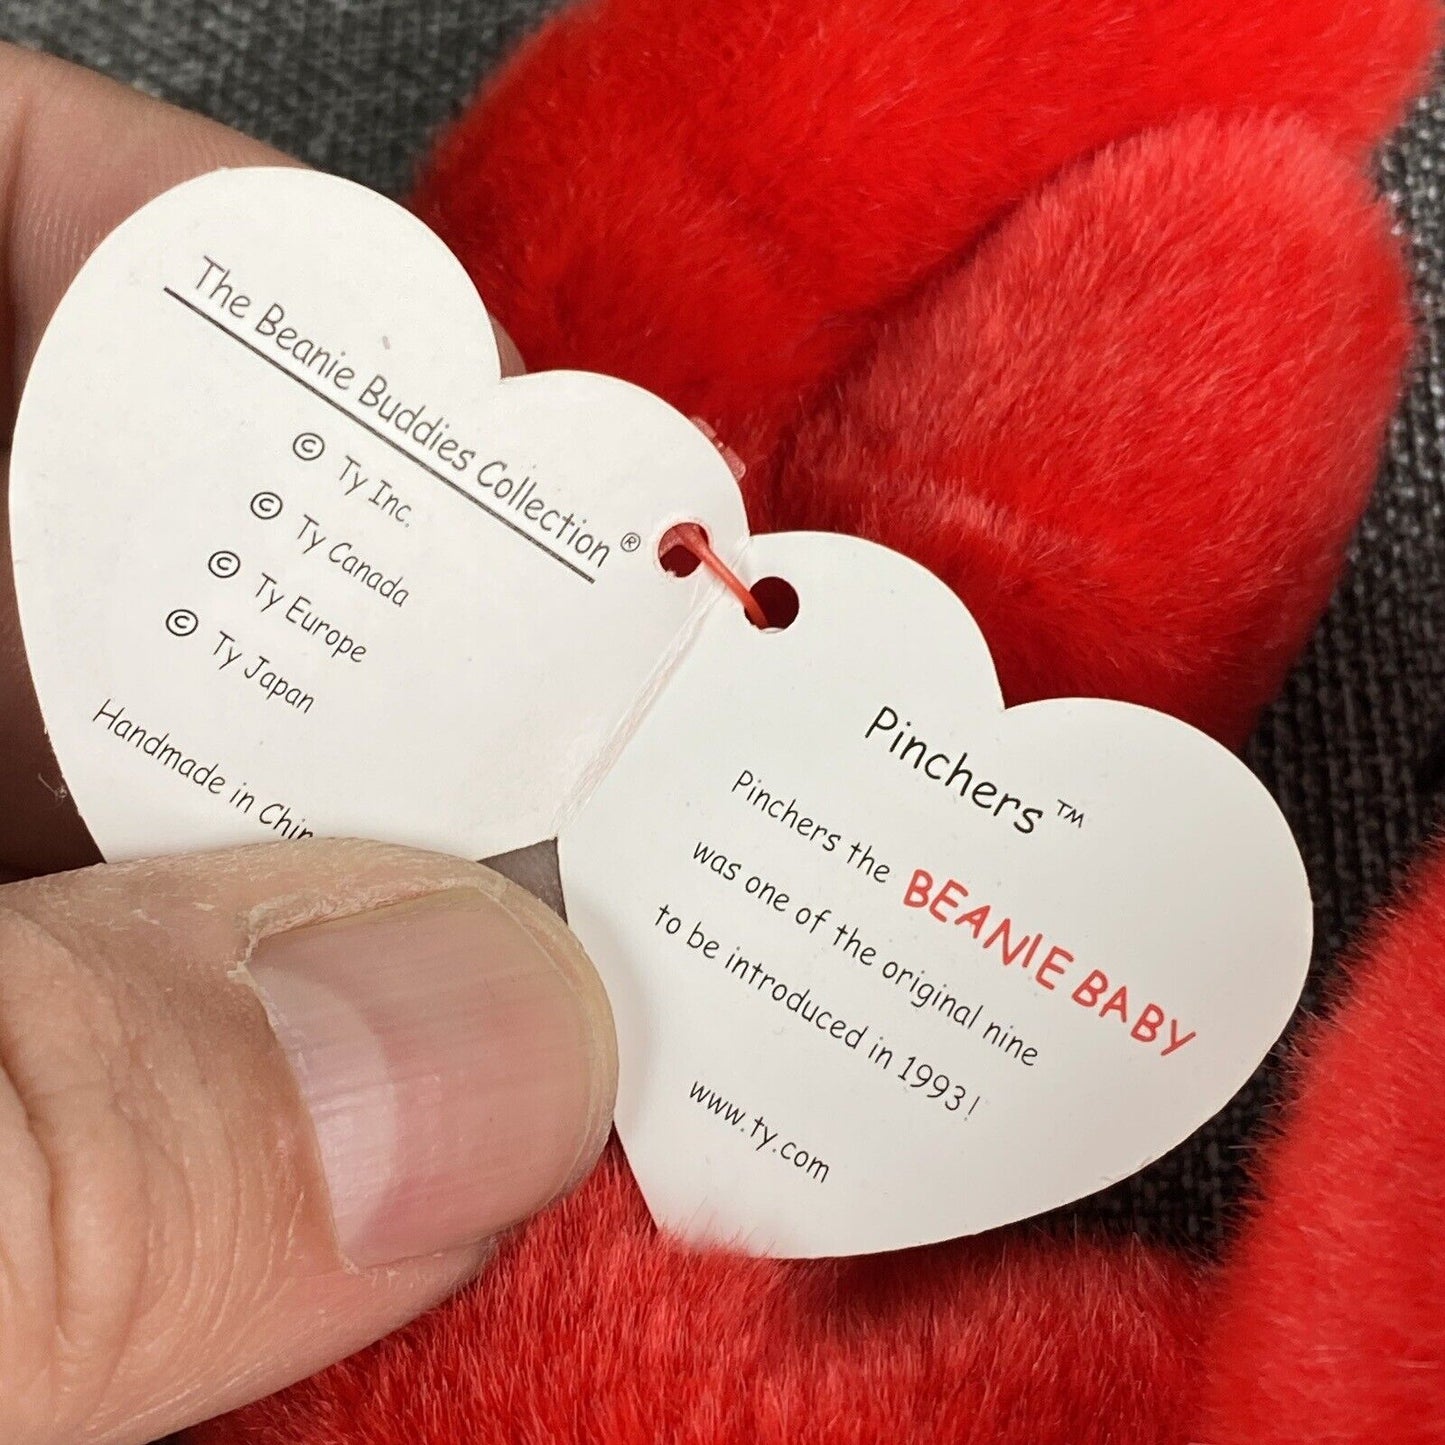 The Beanie Buddies Collection®
© Ty Inc.
© Ty Canada
© Ty Europe
© Ty Japan
Handmade in
Pinchers™
Pinchers the BEANIE BABY
was one of the original nine
to be introduced in 1993!
www.ty.com